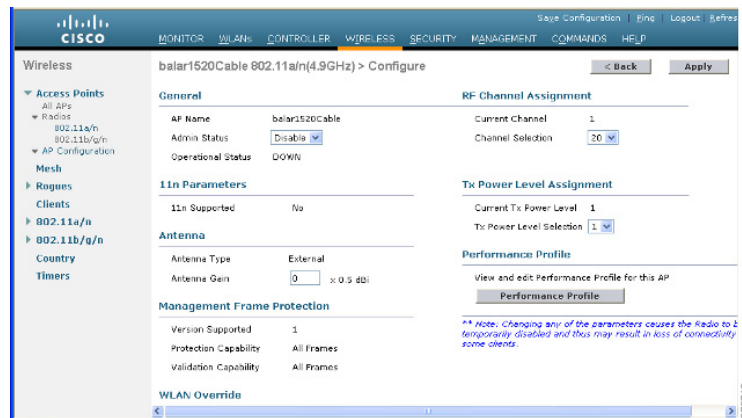 Save Configuration | Ping | Logout | Refres
CISCO
MONITOR WLANs CONTROLLER WIRELESS SECURITY MANAGEMENT COMMANDS HELP
Wireless
balar1520Cable 802.11a/n(4.9GHz) > Configure
< Back
Apply
Access Points
All APs
Radios
802.11a/n
802.11b/g/n
AP Configuration
Mesh
Rogues
Clients
802.11a/n
802.11b/g/n
Country
Timers
General
AP Name balar1520Cable
Admin Status Disable
Operational Status DOWN
11n Parameters
11n Supported No
Antenna
Antenna Type External
Antenna Gain 0 x 0.5 dBi
Management Frame Protection
Version Supported 1
Protection Capability All Frames
Validation Capability All Frames
WLAN Override
RF Channel Assignment
Current Channel 1
Channel Selection 20
Tx Power Level Assignment
Current Tx Power Level 1
Tx Power Level Selection 1
Performance Profile
View and edit Performance Profile for this AP
Performance Profile
** Note: Changing any of the parameters causes the Radio to b
temporarily disabled and thus may result in loss of connectivity
some clients.